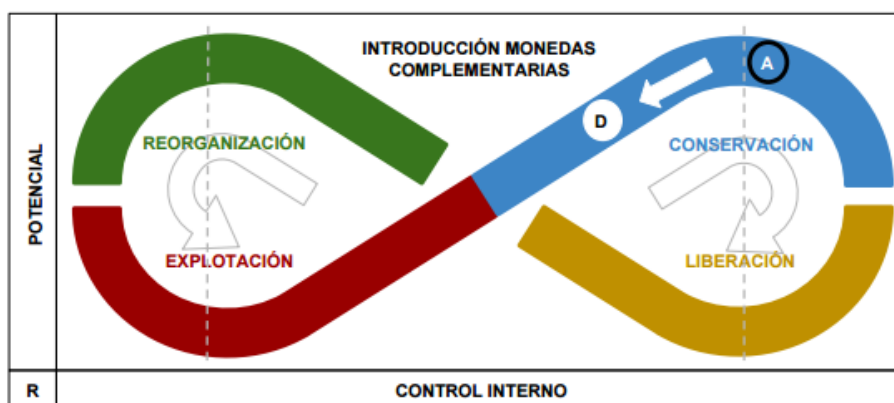 INTRODUCCIÓN MONEDAS
COMPLEMENTARIAS
A
D
REORGANIZACIÓN
CONSERVACIÓN
POTENCIAL
EXPLOTACIÓN
LIBERACIÓN
R
CONTROL INTERNO